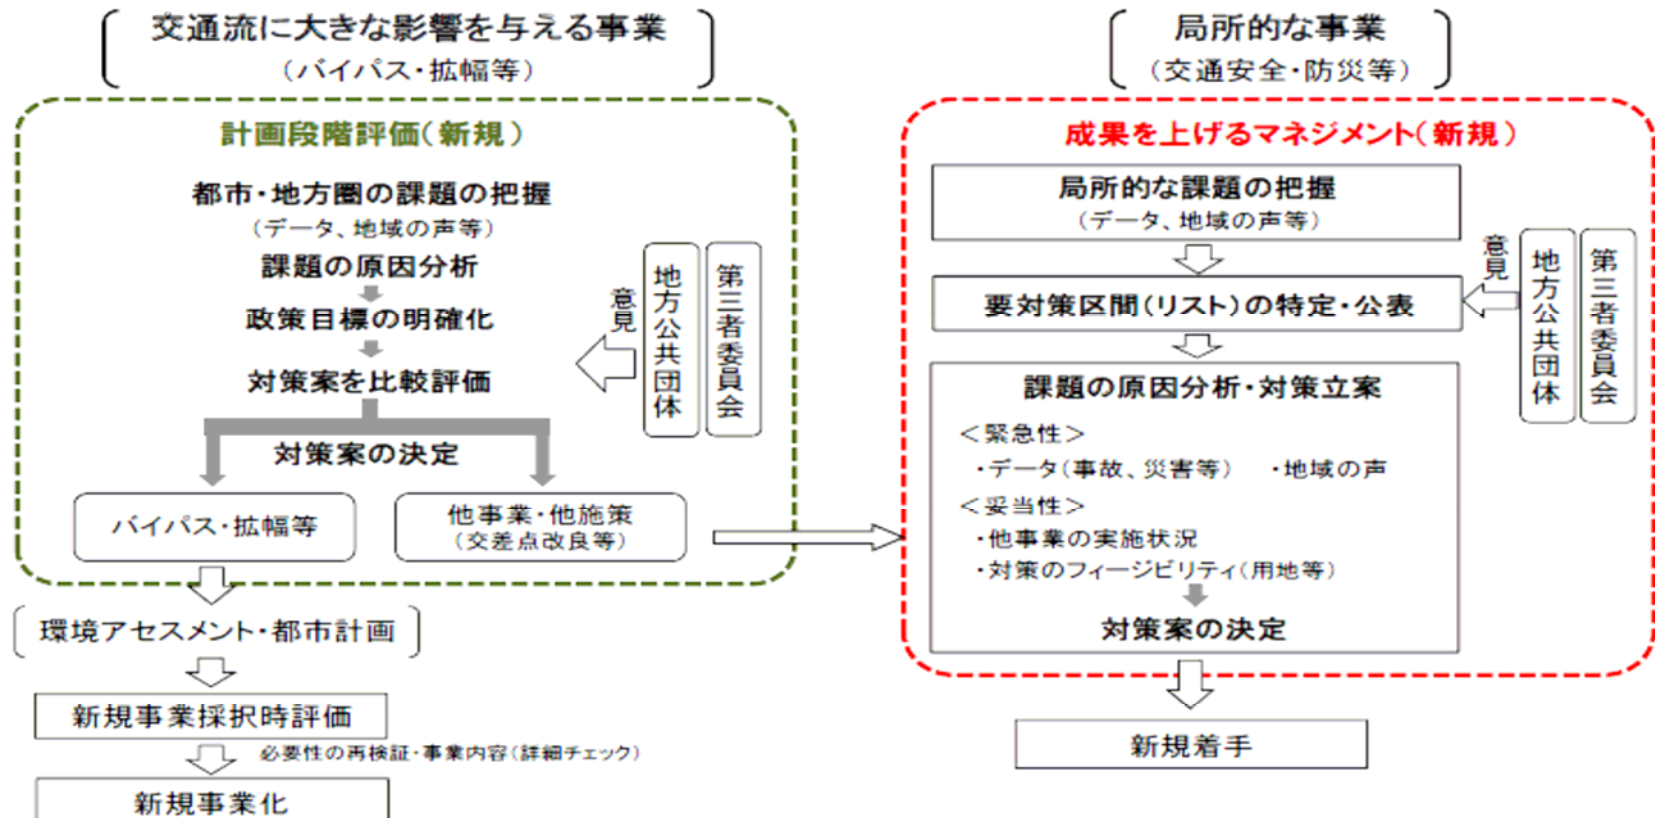 交通流に大きな影響を与える事業
(バイパス・拡幅等)
計画段階評価(新規)
都市・地方圏の課題の把握
(データ、地域の声等)
課題の原因分析
政策目標の明確化
対策案を比較評価
対策案の決定
バイパス・拡幅等
他事業・他施策
(交差点改良等)
意見
地方公共団体
第三者委員会
環境アセスメント・都市計画
新規事業採択時評価
必要性の再検証・事業内容(詳細チェック)
新規事業化
局所的な事業
(交通安全・防災等)
成果を上げるマネジメント(新規)
局所的な課題の把握
(データ、地域の声等)
要対策区間(リスト)の特定・公表
意見
地方公共団体
第三者委員会
課題の原因分析・対策立案
<緊急性>
・データ(事故、災害等) ・地域の声
<妥当性>
・他事業の実施状況
・対策のフィージビリティ(用地等)
対策案の決定
新規着手